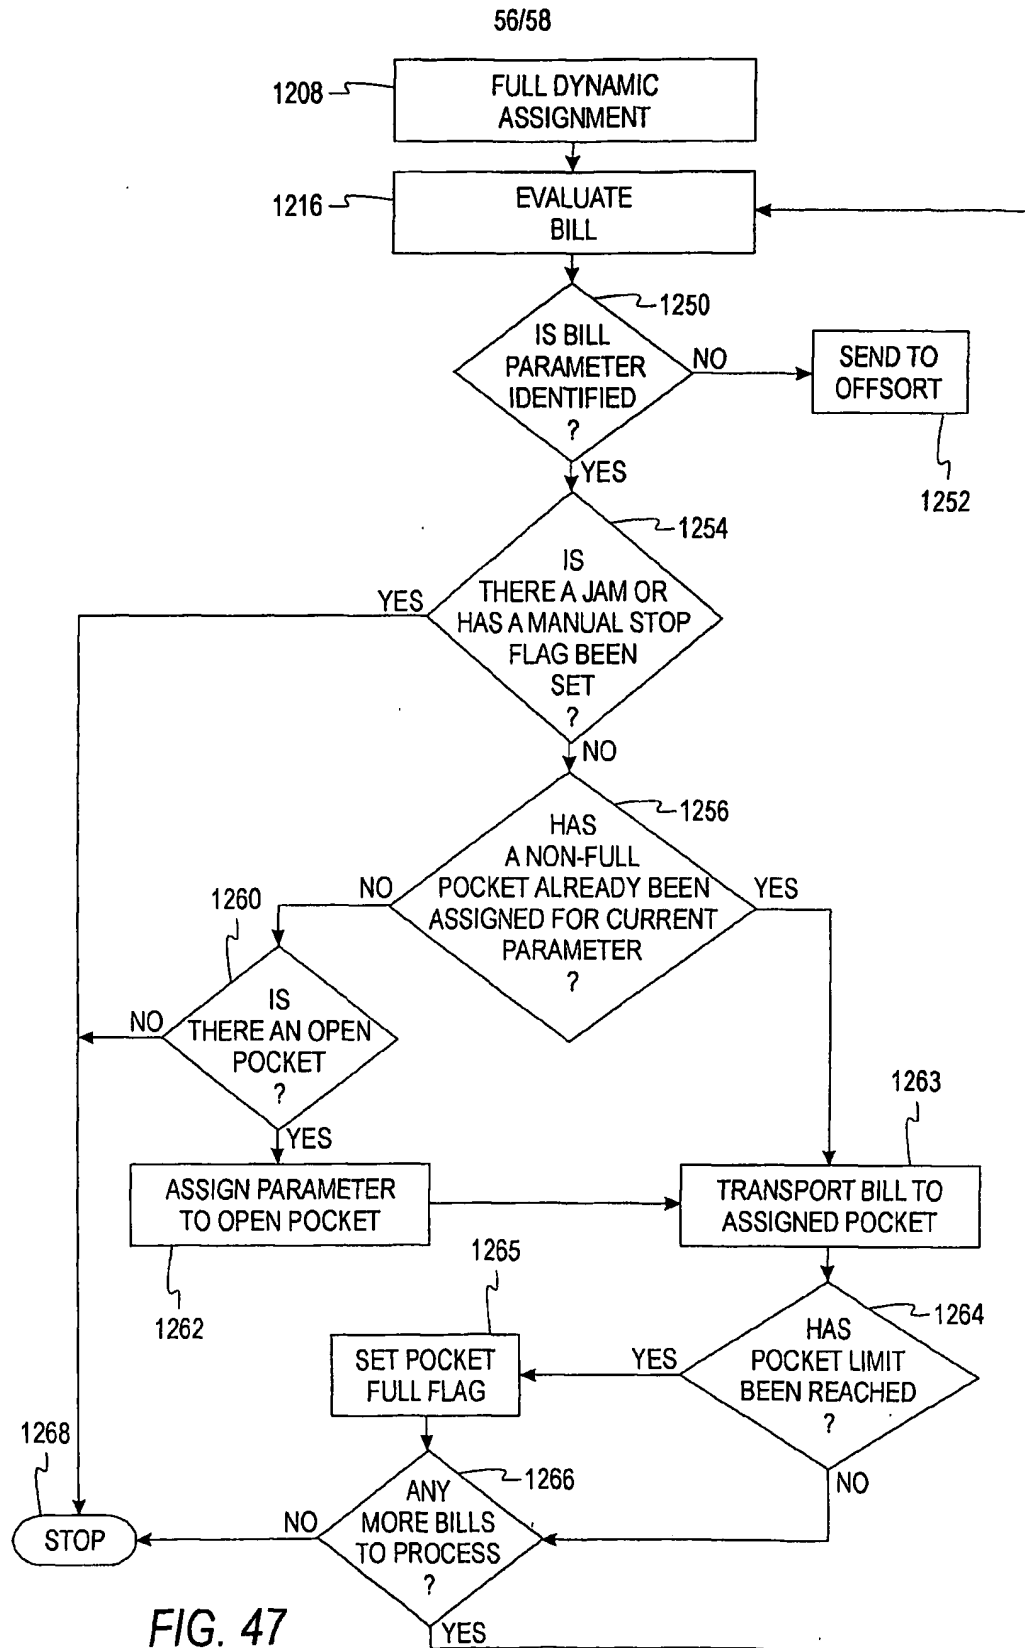 56/58
1208
FULL DYNAMIC
ASSIGNMENT
1216
EVALUATE
BILL
1250
IS BILL
PARAMETER
IDENTIFIED
?
NO
SEND TO
OFFSORT
1252
YES
1254
IS
THERE A JAM OR
HAS A MANUAL STOP
FLAG BEEN
SET
?
YES
NO
1256
HAS
A NON-FULL
POCKET ALREADY BEEN
ASSIGNED FOR CURRENT
PARAMETER
?
NO
YES
1260
IS
THERE AN OPEN
POCKET
?
NO
YES
1263
ASSIGN PARAMETER
TO OPEN POCKET
1262
TRANSPORT BILL TO
ASSIGNED POCKET
1265
1264
HAS
POCKET LIMIT
BEEN REACHED
?
YES
NO
SET POCKET
FULL FLAG
1266
ANY
MORE BILLS
TO PROCESS
?
NO
1268
STOP
YES
FIG. 47